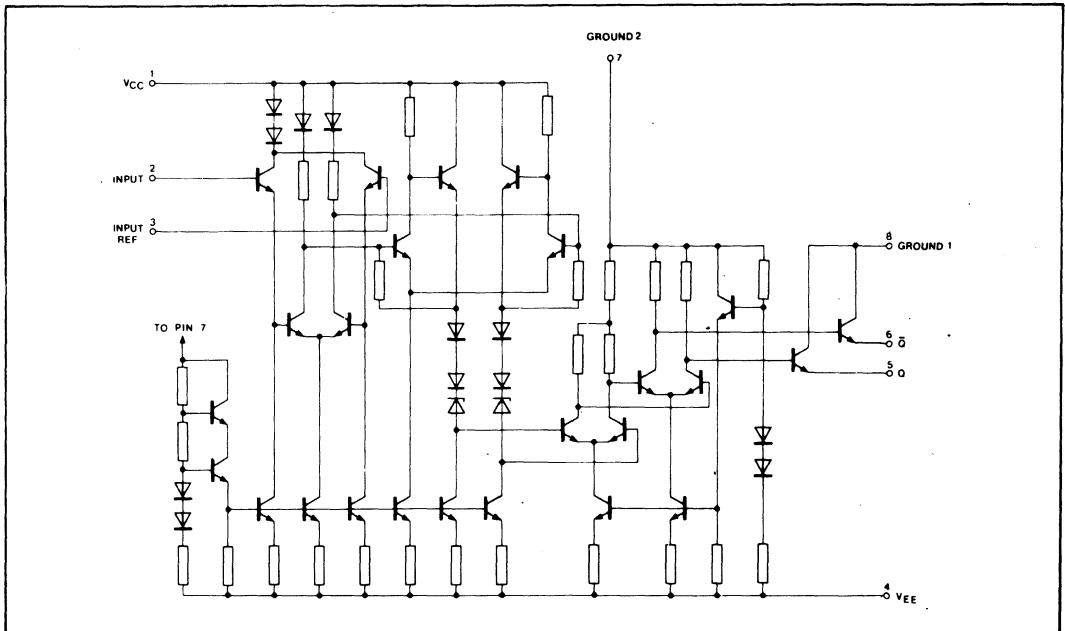 GROUND 2
7
VCC 1
INPUT 2
INPUT REF 3
8 GROUND 1
TO PIN 7
6 Q̅
5 Q
4 VEE